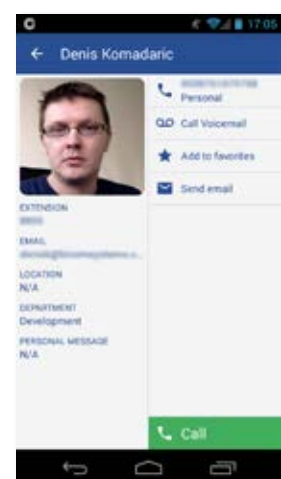 17:05
Denis Komadaric
Personal
Call Voicemail
Add to favorites
Send email
EXTENSION
EMAIL
LOCATION
N/A
DEPARTMENT
Development
PERSONAL MESSAGE
N/A
Call